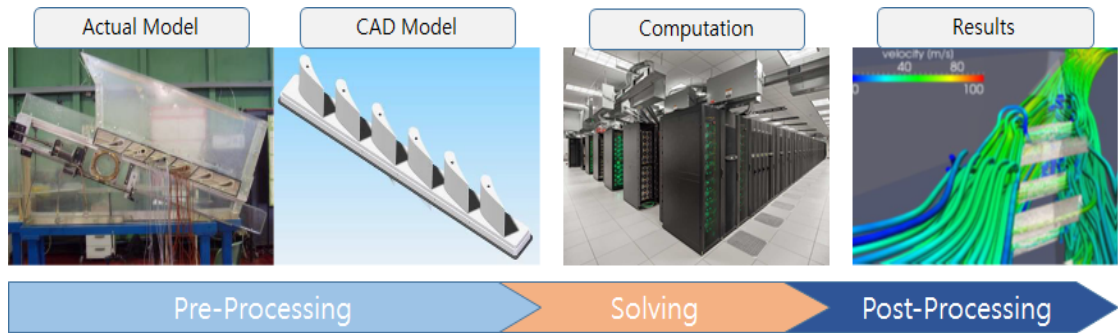 Actual Model
CAD Model
Computation
Results
velocity (m/s)
40 80
0 100
Pre-Processing
Solving
Post-Processing